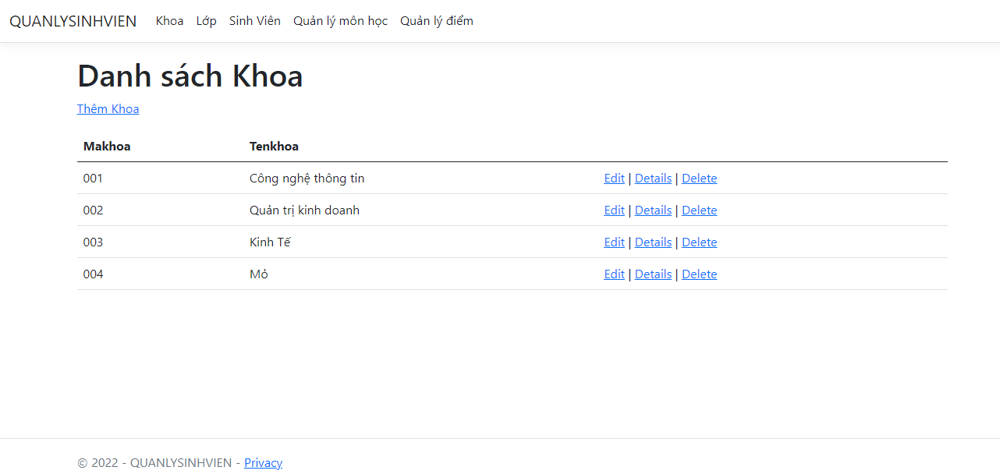 QUANLYSINHVIEN Khoa Lớp Sinh Viên Quản lý môn học Quản lý điểm
Danh sách Khoa
Thêm Khoa
Makhoa Tenkhoa
001 Công nghệ thông tin Edit | Details | Delete
002 Quản trị kinh doanh Edit | Details | Delete
003 Kinh Tế Edit | Details | Delete
004 Mỏ Edit | Details | Delete
© 2022 - QUANLYSINHVIEN - Privacy